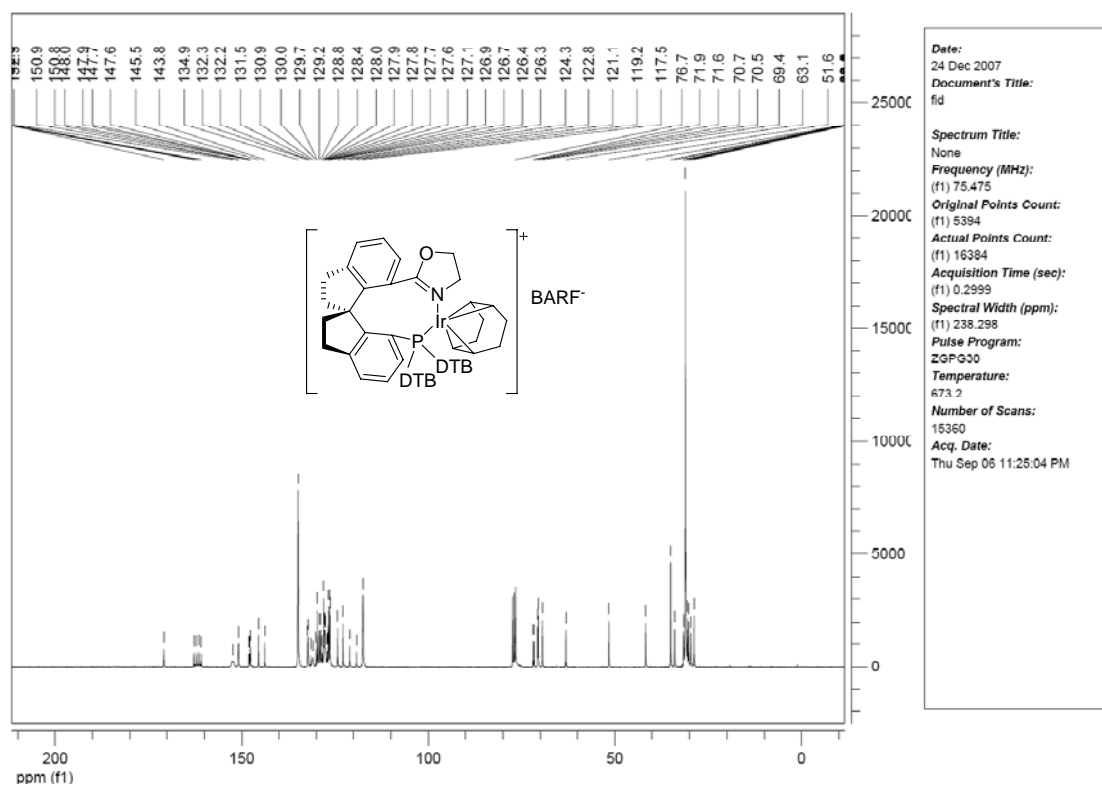 150.9
150.8
148.0
147.9
147.7
147.6
145.5
143.8
134.9
132.3
132.2
131.5
130.9
130.0
129.7
129.2
128.8
128.4
128.0
127.9
127.8
127.7
127.6
127.1
126.9
126.7
126.4
126.3
124.3
122.8
121.1
119.2
117.5
76.7
71.9
71.6
70.7
70.5
69.4
63.1
51.6
25000
20000
15000
10000
5000
0
O
N
Ir
P
DTB
DTB
+
BARF-
200
150
100
50
0
ppm (f1)
Date:
24 Dec 2007
Document's Title:
fid
Spectrum Title:
None
Frequency (MHz):
(f1) 75.475
Original Points Count:
(f1) 5394
Actual Points Count:
(f1) 16384
Acquisition Time (sec):
(f1) 0.2999
Spectral Width (ppm):
(f1) 238.298
Pulse Program:
ZGPG30
Temperature:
673.2
Number of Scans:
15360
Acq. Date:
Thu Sep 06 11:25:04 PM